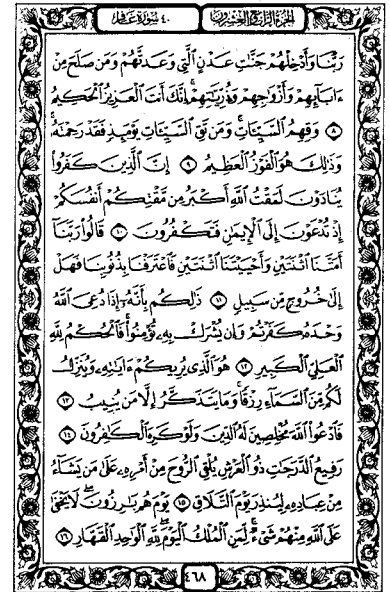 الجزء الرابع والعشرون ٤٠ سورة غافر
رَبَّنَا وَأَدْخِلْهُمْ جَنَّٰتِ عَدْنٍ ٱلَّتِى وَعَدتَّهُمْ وَمَن صَلَحَ مِنْ
ءَابَآئِهِمْ وَأَزْوَٰجِهِمْ وَذُرِّيَّٰتِهِمْ ۚ إِنَّكَ أَنتَ ٱلْعَزِيزُ ٱلْحَكِيمُ
٨ وَقِهِمُ ٱلسَّيِّـَٔاتِ ۚ وَمَن تَقِ ٱلسَّيِّـَٔاتِ يَوْمَئِذٍ فَقَدْ رَحِمْتَهُۥ ۚ
وَذَٰلِكَ هُوَ ٱلْفَوْزُ ٱلْعَظِيمُ ٩ إِنَّ ٱلَّذِينَ كَفَرُوا۟
يُنَادَوْنَ لَمَقْتُ ٱللَّهِ أَكْبَرُ مِن مَّقْتِكُمْ أَنفُسَكُمْ
إِذْ تُدْعَوْنَ إِلَى ٱلْإِيمَٰنِ فَتَكْفُرُونَ ١٠ قَالُوا۟ رَبَّنَآ
أَمَتَّنَا ٱثْنَتَيْنِ وَأَحْيَيْتَنَا ٱثْنَتَيْنِ فَٱعْتَرَفْنَا بِذُنُوبِنَا فَهَلْ
إِلَىٰ خُرُوجٍ مِّن سَبِيلٍ ١١ ذَٰلِكُم بِأَنَّهُۥٓ إِذَا دُعِىَ ٱللَّهُ
وَحْدَهُۥ كَفَرْتُمْ ۖ وَإِن يُشْرَكْ بِهِۦ تُؤْمِنُوا۟ ۚ فَٱلْحُكْمُ لِلَّهِ
ٱلْعَلِىِّ ٱلْكَبِيرِ ١٢ هُوَ ٱلَّذِى يُرِيكُمْ ءَايَٰتِهِۦ وَيُنَزِّلُ
لَكُم مِّنَ ٱلسَّمَآءِ رِزْقًا ۚ وَمَا يَتَذَكَّرُ إِلَّا مَن يُنِيبُ ١٣
فَٱدْعُوا۟ ٱللَّهَ مُخْلِصِينَ لَهُ ٱلدِّينَ وَلَوْ كَرِهَ ٱلْكَٰفِرُونَ ١٤
رَفِيعُ ٱلدَّرَجَٰتِ ذُو ٱلْعَرْشِ يُلْقِى ٱلرُّوحَ مِنْ أَمْرِهِۦ عَلَىٰ مَن يَشَآءُ
مِنْ عِبَادِهِۦ لِيُنذِرَ يَوْمَ ٱلتَّلَاقِ ١٥ يَوْمَ هُم بَٰرِزُونَ ۖ لَا يَخْفَىٰ
عَلَى ٱللَّهِ مِنْهُمْ شَىْءٌ ۚ لِّمَنِ ٱلْمُلْكُ ٱلْيَوْمَ ۖ لِلَّهِ ٱلْوَٰحِدِ ٱلْقَهَّارِ ١٦
٤٦٨